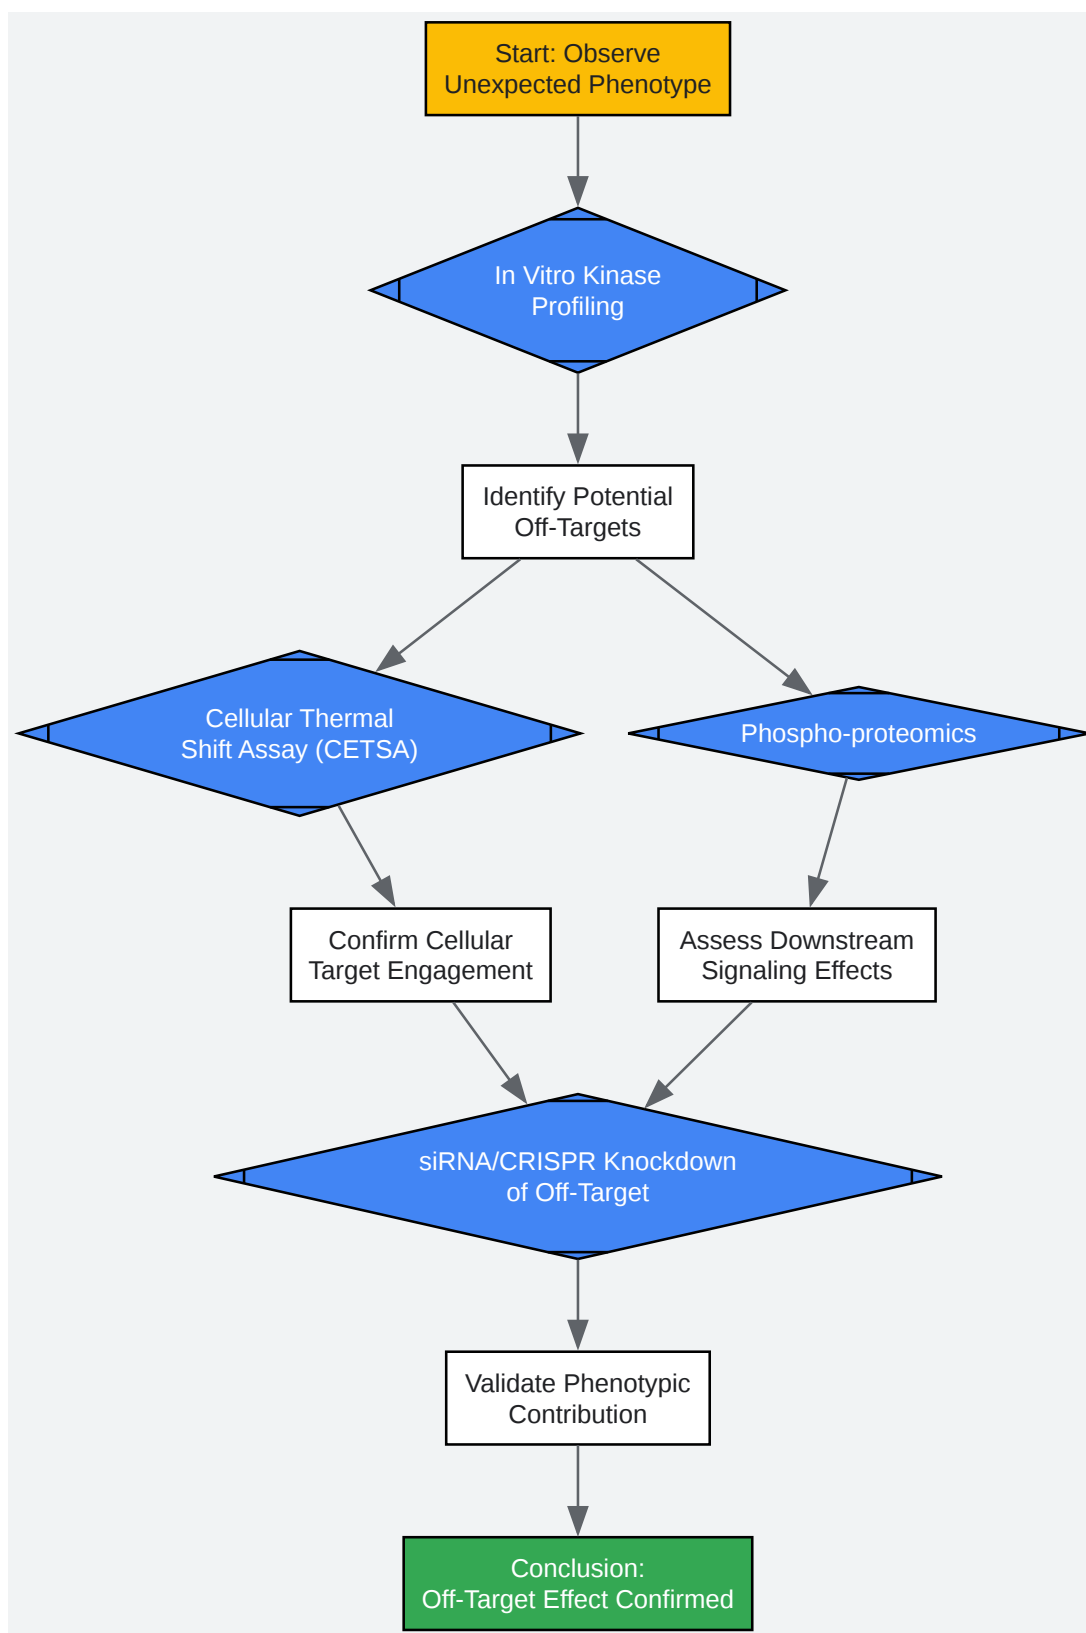 Start: Observe
Unexpected Phenotype
In Vitro Kinase
Profiling
Identify Potential
Off-Targets
Cellular Thermal
Shift Assay (CETSA)
Phospho-proteomics
Confirm Cellular
Target Engagement
Assess Downstream
Signaling Effects
siRNA/CRISPR Knockdown
of Off-Target
Validate Phenotypic
Contribution
Conclusion:
Off-Target Effect Confirmed